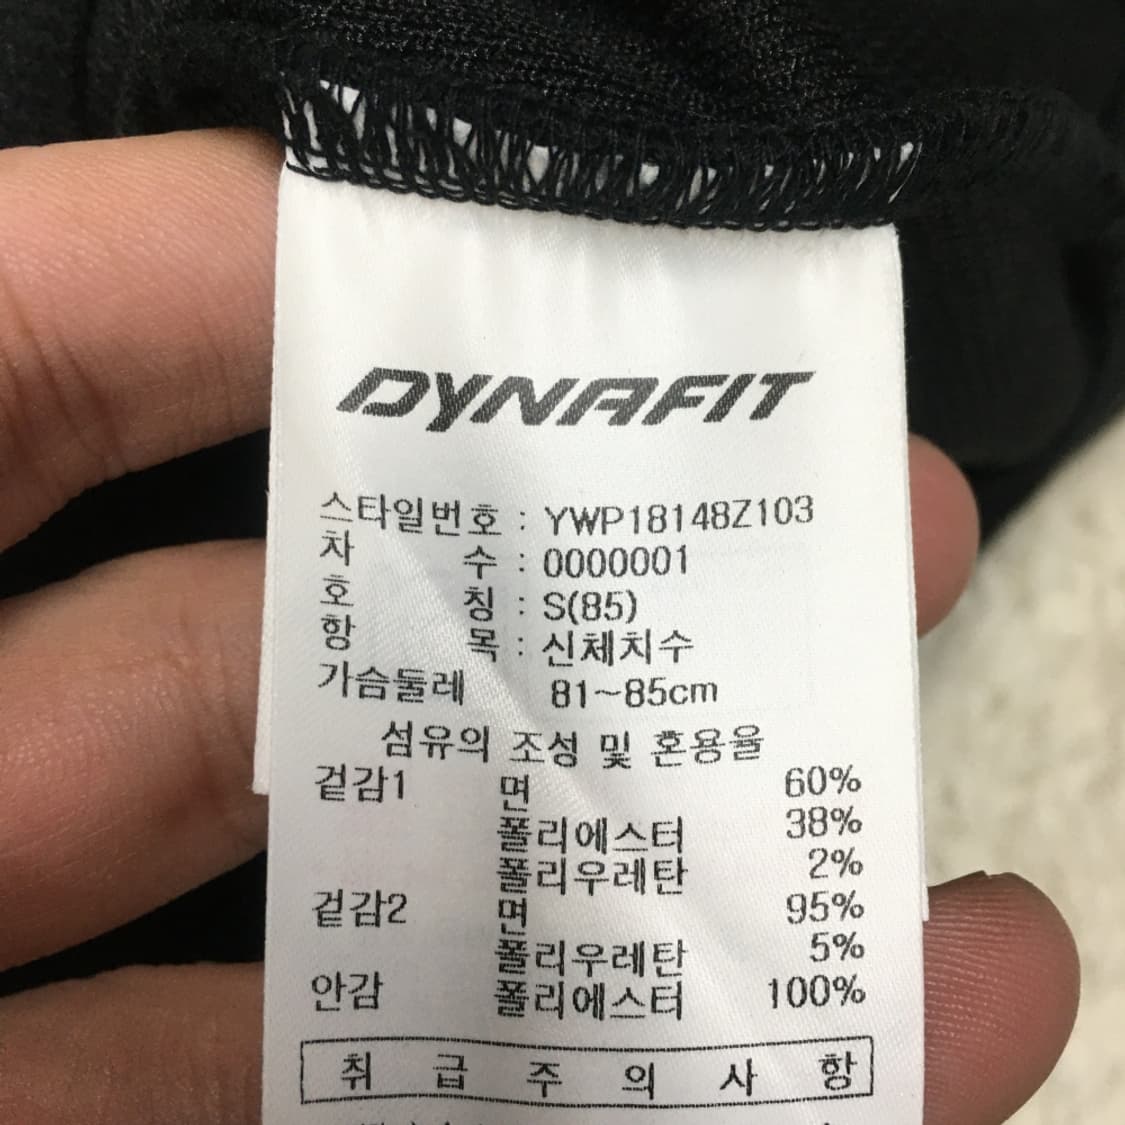 DYNAFIT
스타일번호 : YWP18148Z103
차 수 : 0000001
호 칭 : S(85)
항 목 : 신체치수
가슴둘레 81~85cm
섬유의 조성 및 혼용율
겉감1 면 60%
폴리에스터 38%
폴리우레탄 2%
겉감2 면 95%
폴리우레탄 5%
안감 폴리에스터 100%
취 급 주 의 사 항